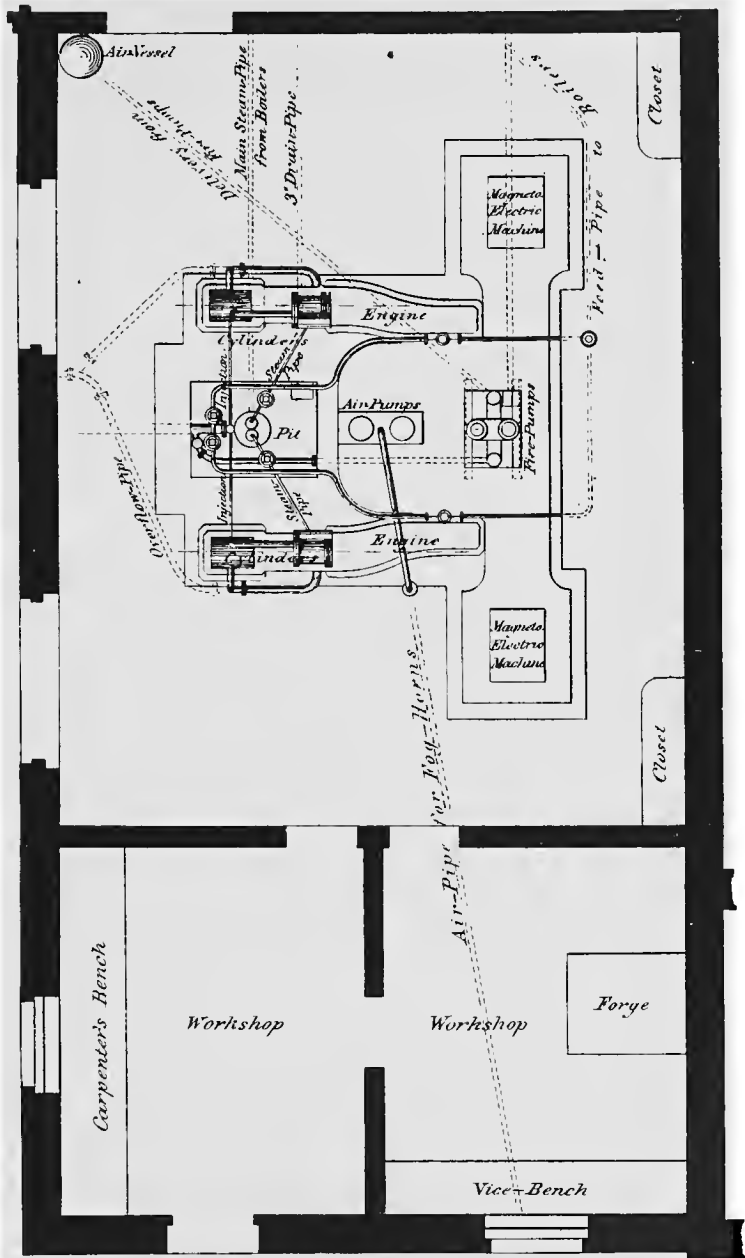 Air Vessel
Delivery from
Fire-Pumps
Main Steam-Pipe
from Boilers
3" Drain-Pipe
Boilers
Feed-Pipe to
Closet
Magneto
Electric
Machine
Engine
Cylinders
Injection
Steam
Pipe
Air-Pumps
Pit
Fire-Pumps
Overflow-Pipe
Injection
Steam
Pipe
Engine
Cylinders
Magneto
Electric
Machine
Closet
for Fog-Horns
Air-Pipe
Carpenter's Bench
Workshop
Workshop
Forge
Vice-Bench